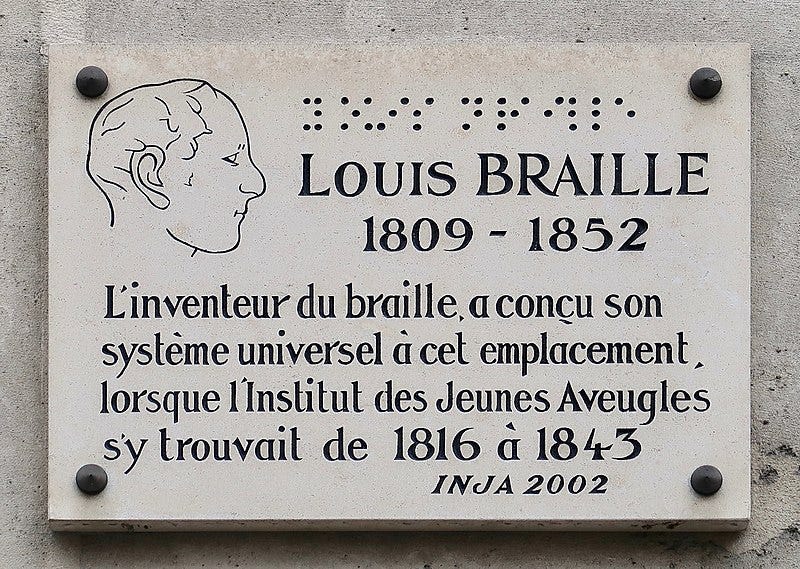 LOUIS BRAILLE
1809 - 1852
L'inventeur du braille, a conçu son
système universel à cet emplacement,
lorsque l'Institut des Jeunes Aveugles
s'y trouvait de 1816 à 1843
INJA 2002